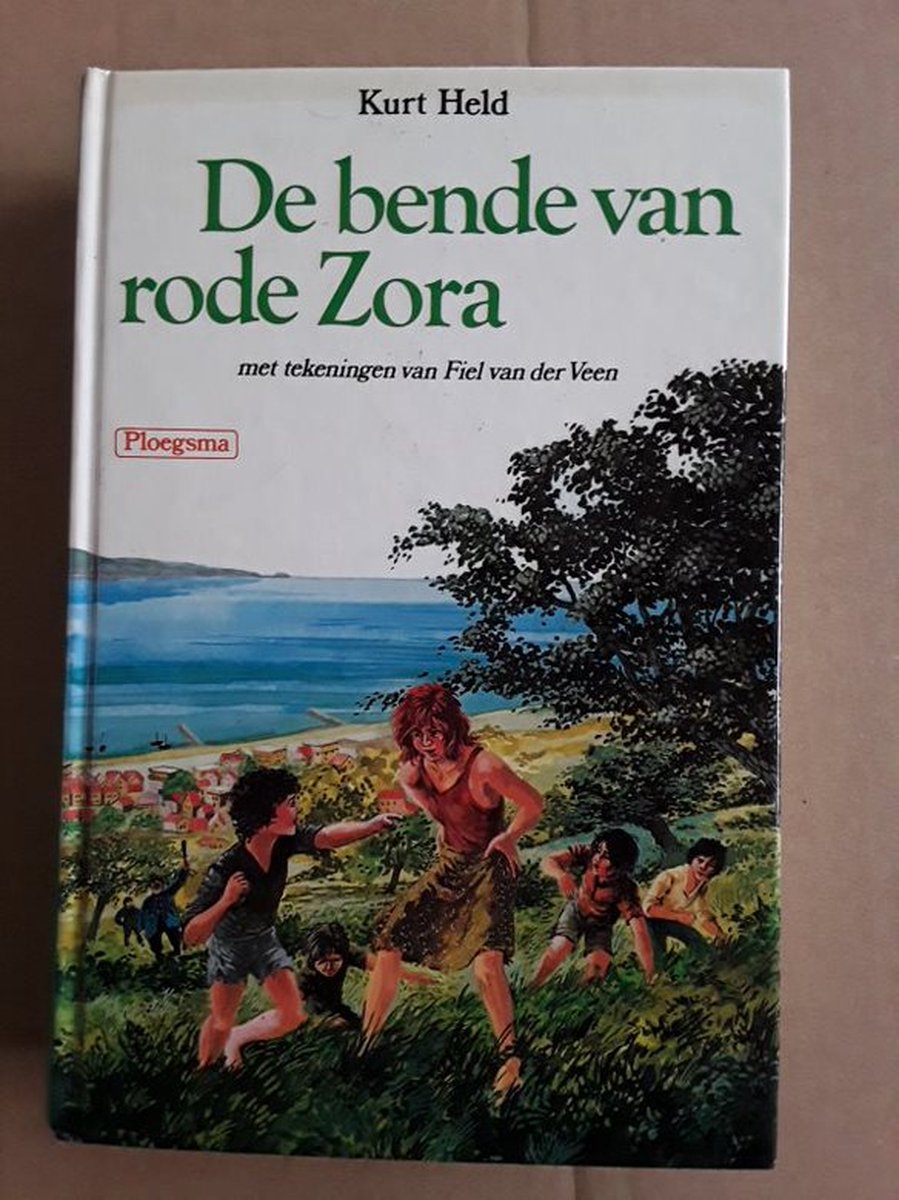 Kurt Held
De bende van
rode Zora
met tekeningen van Fiel van der Veen
Ploegsma